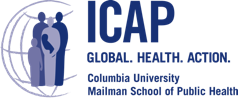 ICAP
GLOBAL. HEALTH. ACTION.
Columbia University
Mailman School of Public Health